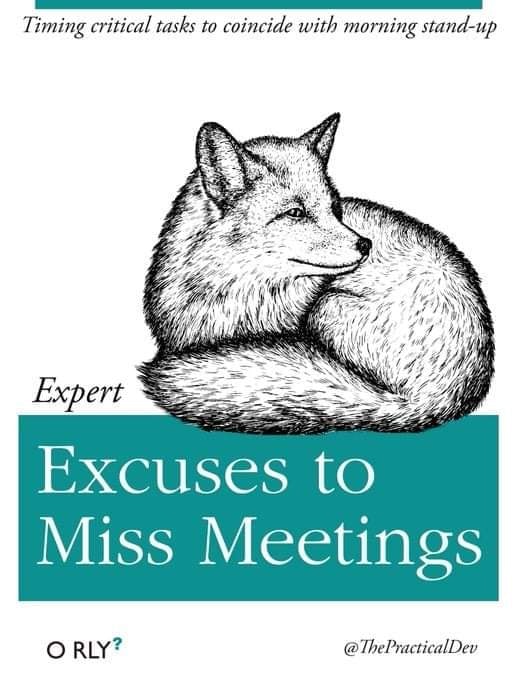 Timing critical tasks to coincide with morning stand-up
Expert
Excuses to
Miss Meetings
O RLY?
@ThePracticalDev